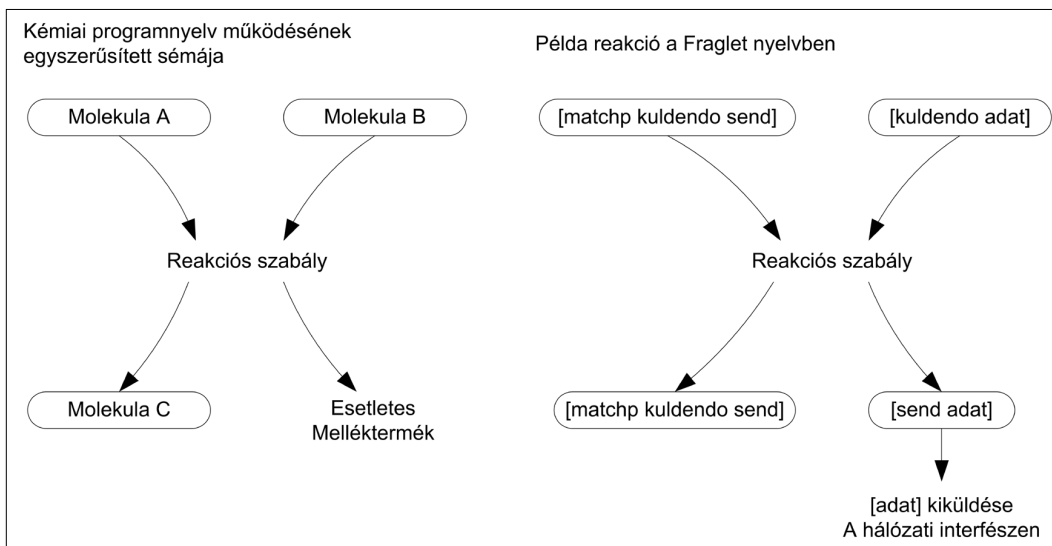 Kémiai programnyelv működésének
egyszerűsített sémája
Molekula A
Molekula B
Reakciós szabály
Molekula C
Esetletes
Melléktermék
Példa reakció a Fraglet nyelvben
[matchp kuldendo send]
[kuldendo adat]
Reakciós szabály
[matchp kuldendo send]
[send adat]
[adat] kiküldése
A hálózati interfészen